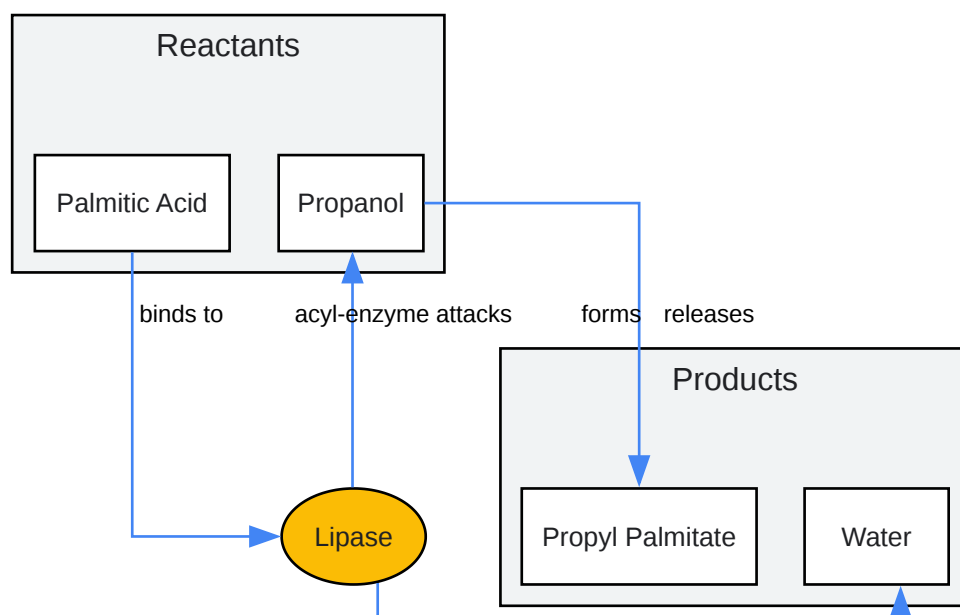 Reactants
Palmitic Acid
Propanol
binds to
acyl-enzyme attacks
forms
releases
Products
Lipase
Propyl Palmitate
Water